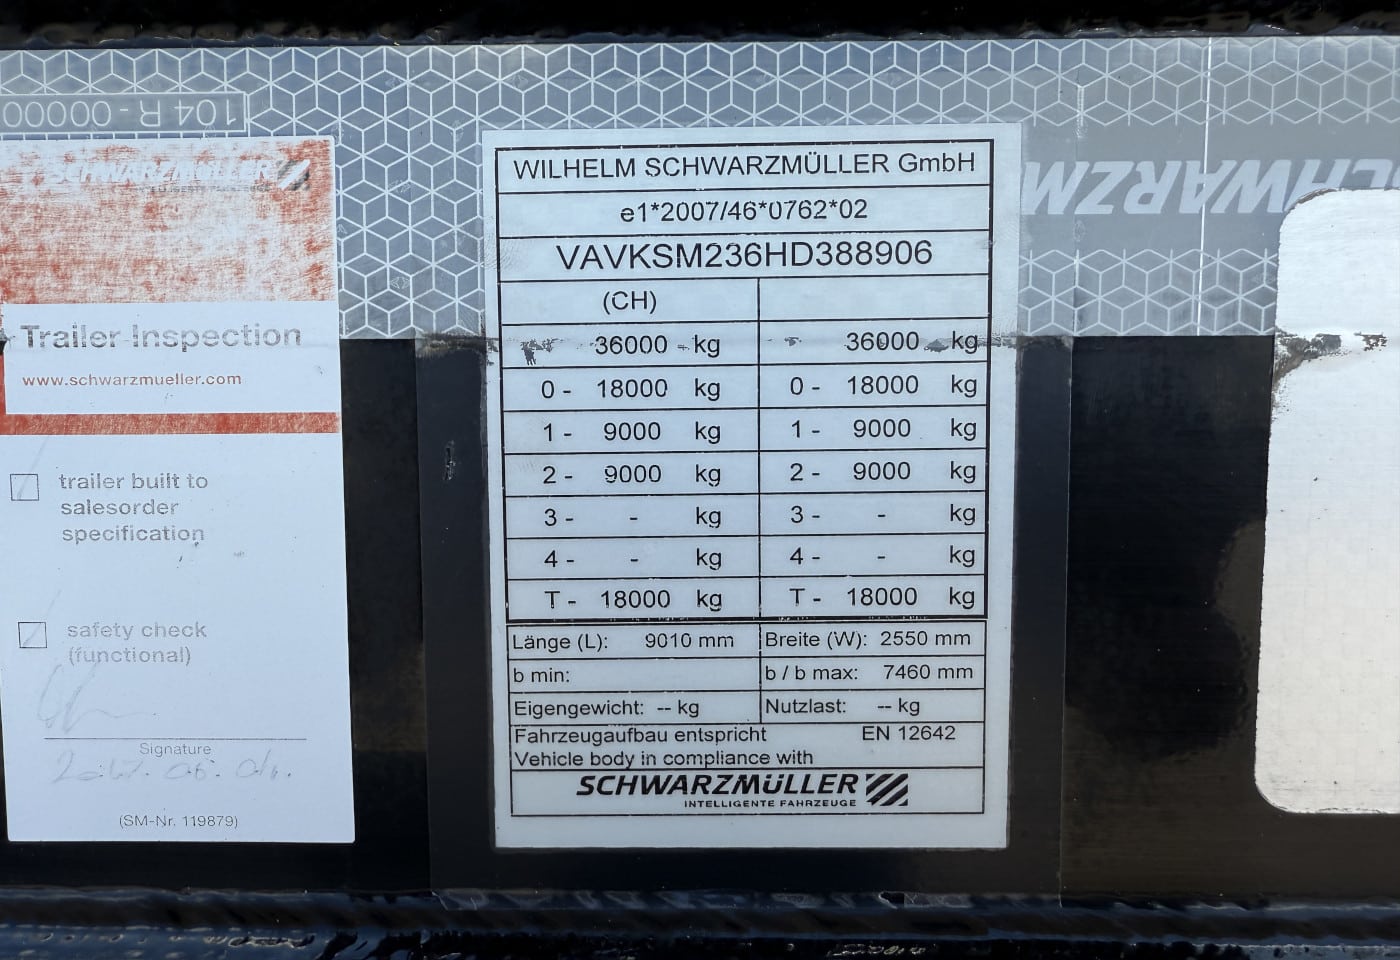 104 R - 00000
SCHWARZMÜLLER
Trailer Inspection
www.schwarzmueller.com
trailer built to
salesorder
specification
safety check
(functional)
Signature
(SM-Nr. 119879)
WILHELM SCHWARZMÜLLER GmbH
e1*2007/46*0762*02
VAVKSM236HD388906
(CH)
36000 kg 36000 kg
0 - 18000 kg 0 - 18000 kg
1 - 9000 kg 1 - 9000 kg
2 - 9000 kg 2 - 9000 kg
3 - - kg 3 - - kg
4 - - kg 4 - - kg
T - 18000 kg T - 18000 kg
Länge (L): 9010 mm Breite (W): 2550 mm
b min: b / b max: 7460 mm
Eigengewicht: -- kg Nutzlast: -- kg
Fahrzeugaufbau entspricht EN 12642
Vehicle body in compliance with
SCHWARZMÜLLER
INTELLIGENTE FAHRZEUGE
SCHWARZM